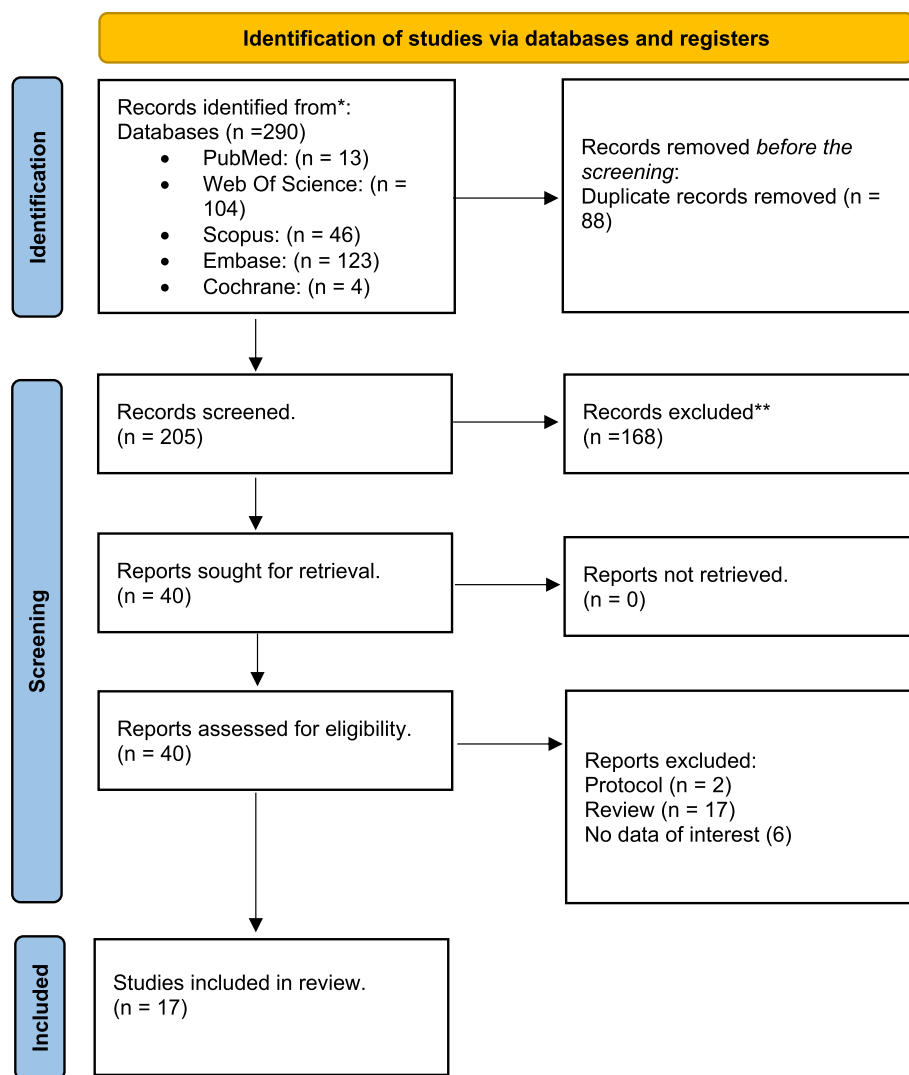 Identification of studies via databases and registers
Identification
Records identified from*:
Databases (n =290)
• PubMed: (n = 13)
• Web Of Science: (n =
104)
• Scopus: (n = 46)
• Embase: (n = 123)
• Cochrane: (n = 4)
Records removed before the
screening:
Duplicate records removed (n =
88)
Screening
Records screened.
(n = 205)
Records excluded**
(n =168)
Reports sought for retrieval.
(n = 40)
Reports not retrieved.
(n = 0)
Reports assessed for eligibility.
(n = 40)
Reports excluded:
Protocol (n = 2)
Review (n = 17)
No data of interest (6)
Included
Studies included in review.
(n = 17)